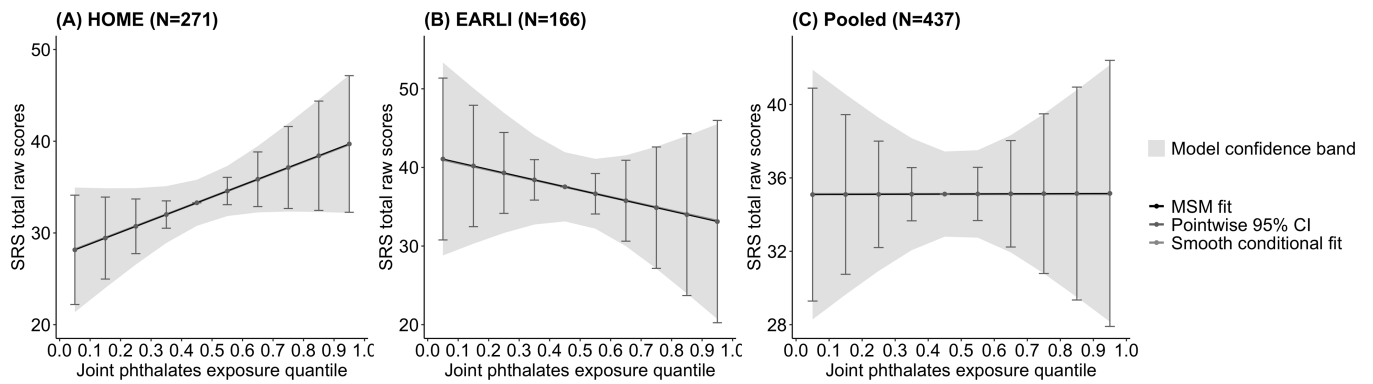 (A) HOME (N=271)
SRS total raw scores
50
40
30
20
0.0 0.1 0.2 0.3 0.4 0.5 0.6 0.7 0.8 0.9 1.0
Joint phthalates exposure quantile
(B) EARLI (N=166)
SRS total raw scores
50
40
30
20
0.0 0.1 0.2 0.3 0.4 0.5 0.6 0.7 0.8 0.9 1.0
Joint phthalates exposure quantile
(C) Pooled (N=437)
SRS total raw scores
40
36
32
28
0.0 0.1 0.2 0.3 0.4 0.5 0.6 0.7 0.8 0.9 1.0
Joint phthalates exposure quantile
Model confidence band
MSM fit
Pointwise 95% CI
Smooth conditional fit